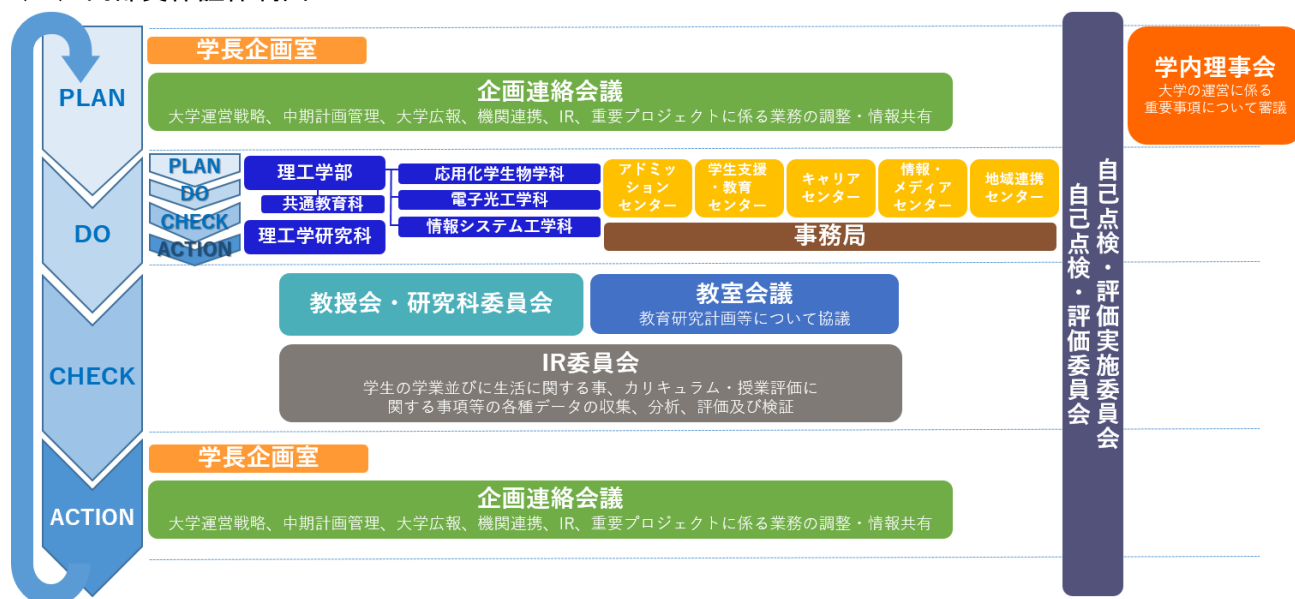 PLAN
学長企画室
企画連絡会議
大学運営戦略、中期計画管理、大学広報、機関連携、IR、重要プロジェクトに係る業務の調整・情報共有
学内理事会
大学の運営に係る
重要事項について審議
DO
PLAN
DO
CHECK
ACTION
理工学部
共通教育科
理工学研究科
応用化学生物学科
電子光工学科
情報システム工学科
アドミッ
ション
センター
学生支援
・教育
センター
キャリア
センター
情報・
メディア
センター
地域連携
センター
事務局
CHECK
教授会・研究科委員会
教室会議
教育研究計画等について協議
IR委員会
学生の学業並びに生活に関する事、カリキュラム・授業評価に
関する事項等の各種データの収集、分析、評価及び検証
ACTION
学長企画室
企画連絡会議
大学運営戦略、中期計画管理、大学広報、機関連携、IR、重要プロジェクトに係る業務の調整・情報共有
自己点検・評価実施委員会
自己点検・評価委員会